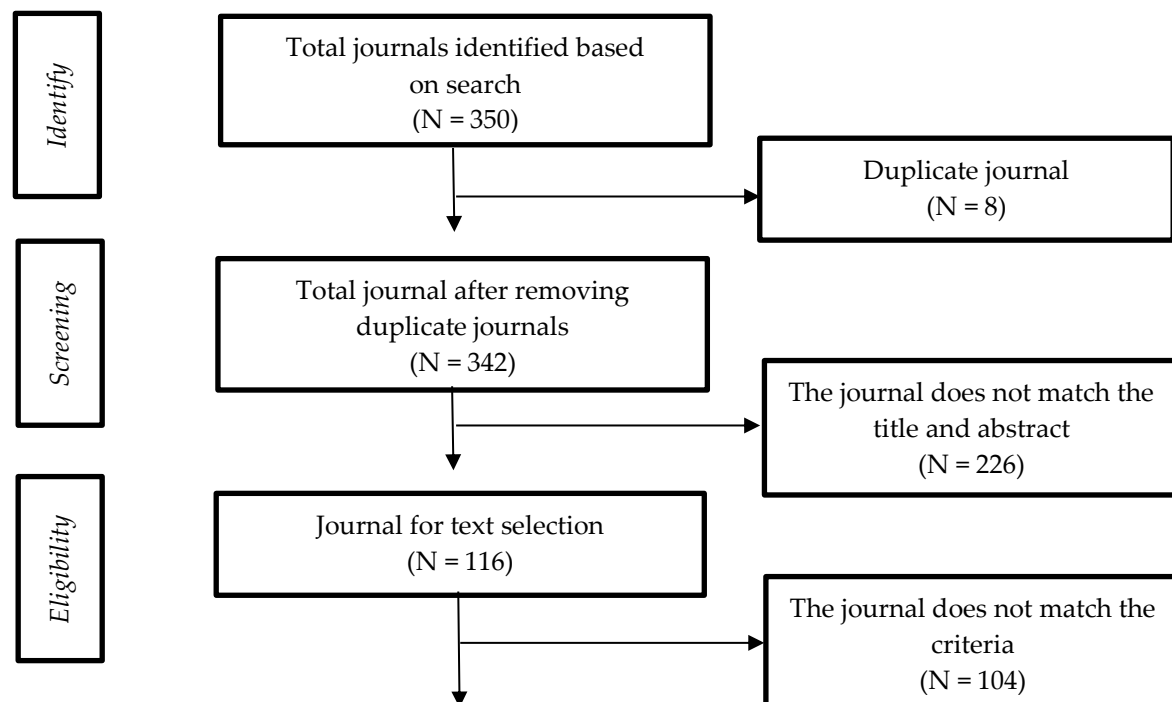 Identify
Total journals identified based
on search
(N = 350)
Duplicate journal
(N = 8)
Screening
Total journal after removing
duplicate journals
(N = 342)
The journal does not match the
title and abstract
(N = 226)
Eligibility
Journal for text selection
(N = 116)
The journal does not match the
criteria
(N = 104)